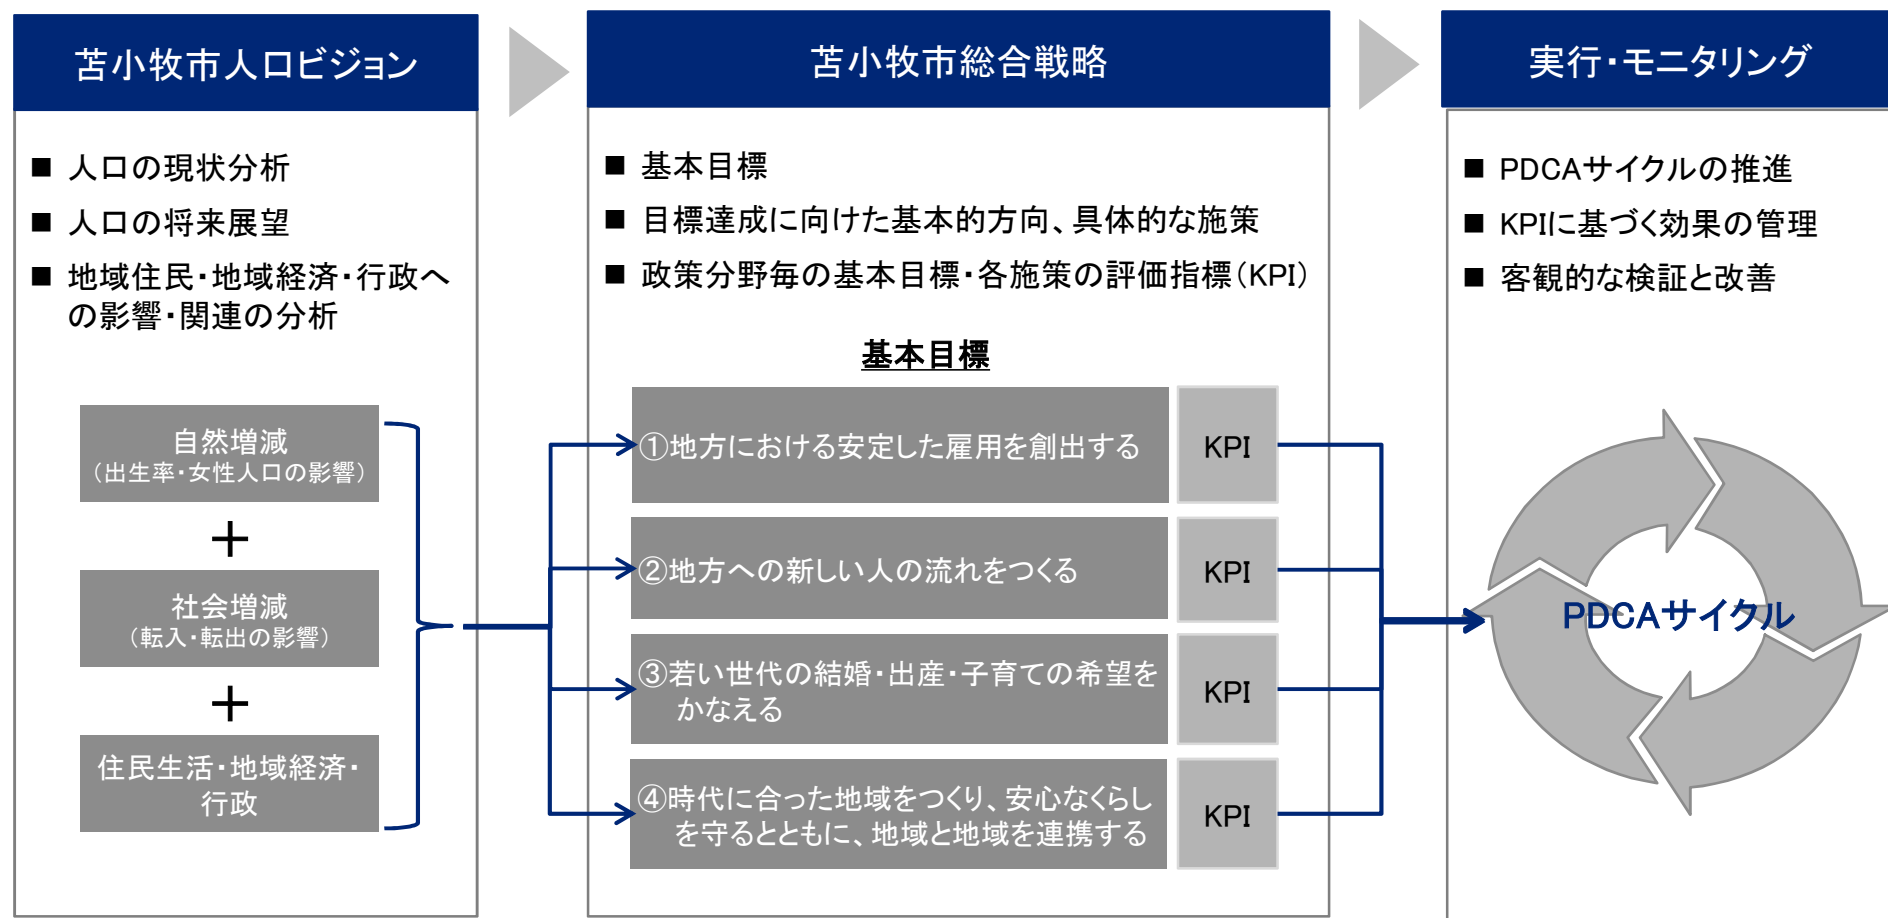 苫小牧市人口ビジョン
■ 人口の現状分析
■ 人口の将来展望
■ 地域住民・地域経済・行政へ
の影響・関連の分析
自然増減
（出生率・女性人口の影響）
＋
社会増減
（転入・転出の影響）
＋
住民生活・地域経済・
行政
苫小牧市総合戦略
■ 基本目標
■ 目標達成に向けた基本的方向、具体的な施策
■ 政策分野毎の基本目標・各施策の評価指標（KPI）
基本目標
①地方における安定した雇用を創出する
KPI
②地方への新しい人の流れをつくる
KPI
③若い世代の結婚・出産・子育ての希望を
かなえる
KPI
④時代に合った地域をつくり、安心なくらし
を守るとともに、地域と地域を連携する
KPI
実行・モニタリング
■ PDCAサイクルの推進
■ KPIに基づく効果の管理
■ 客観的な検証と改善
PDCAサイクル